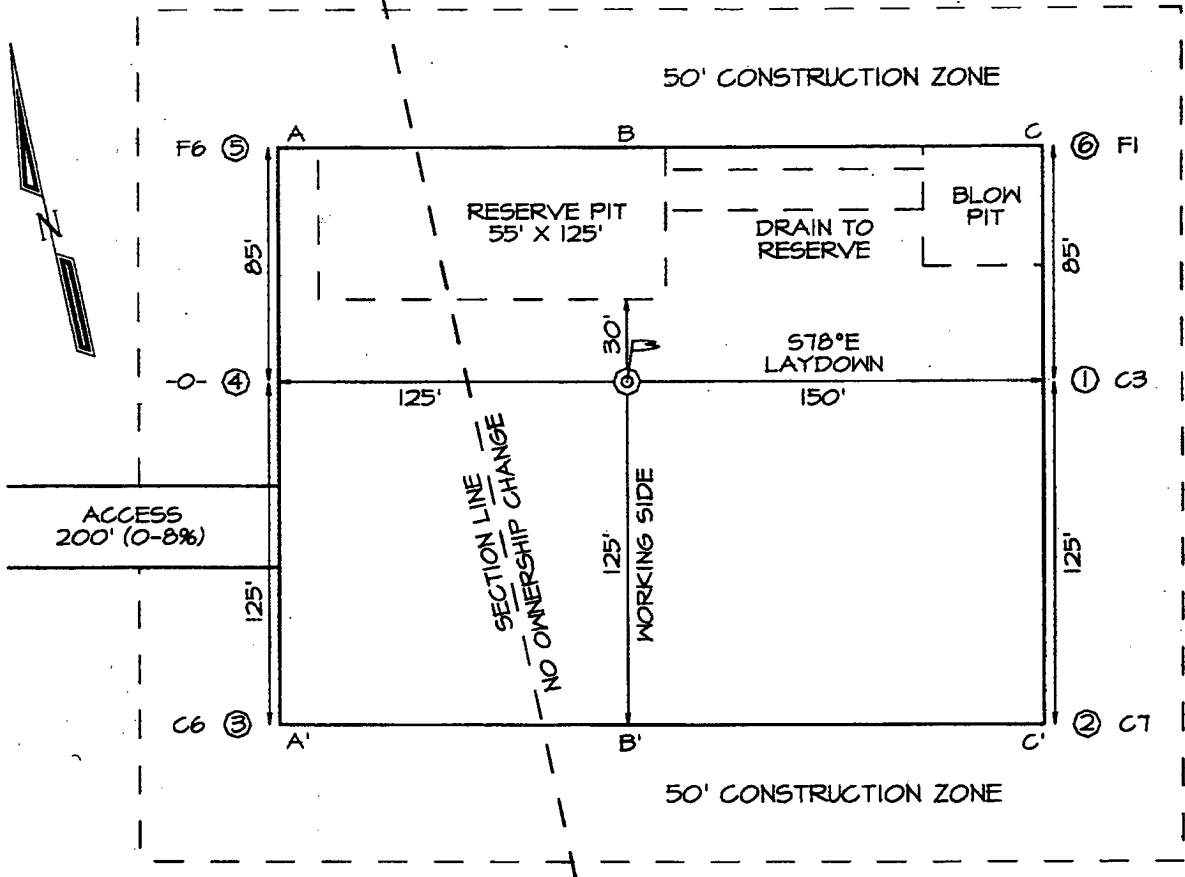 50' CONSTRUCTION ZONE
A
B
C
F6 ⑤
⑥ F1
RESERVE PIT
55' X 125'
BLOW
PIT
DRAIN TO
RESERVE
N
85'
85'
30'
S78°E
LAYDOWN
-0- ④
① C3
125'
150'
SECTION LINE
NO OWNERSHIP CHANGE
ACCESS
200' (0-8%)
125'
125'
WORKING SIDE
125'
C6 ③
② C7
A'
B'
C'
50' CONSTRUCTION ZONE